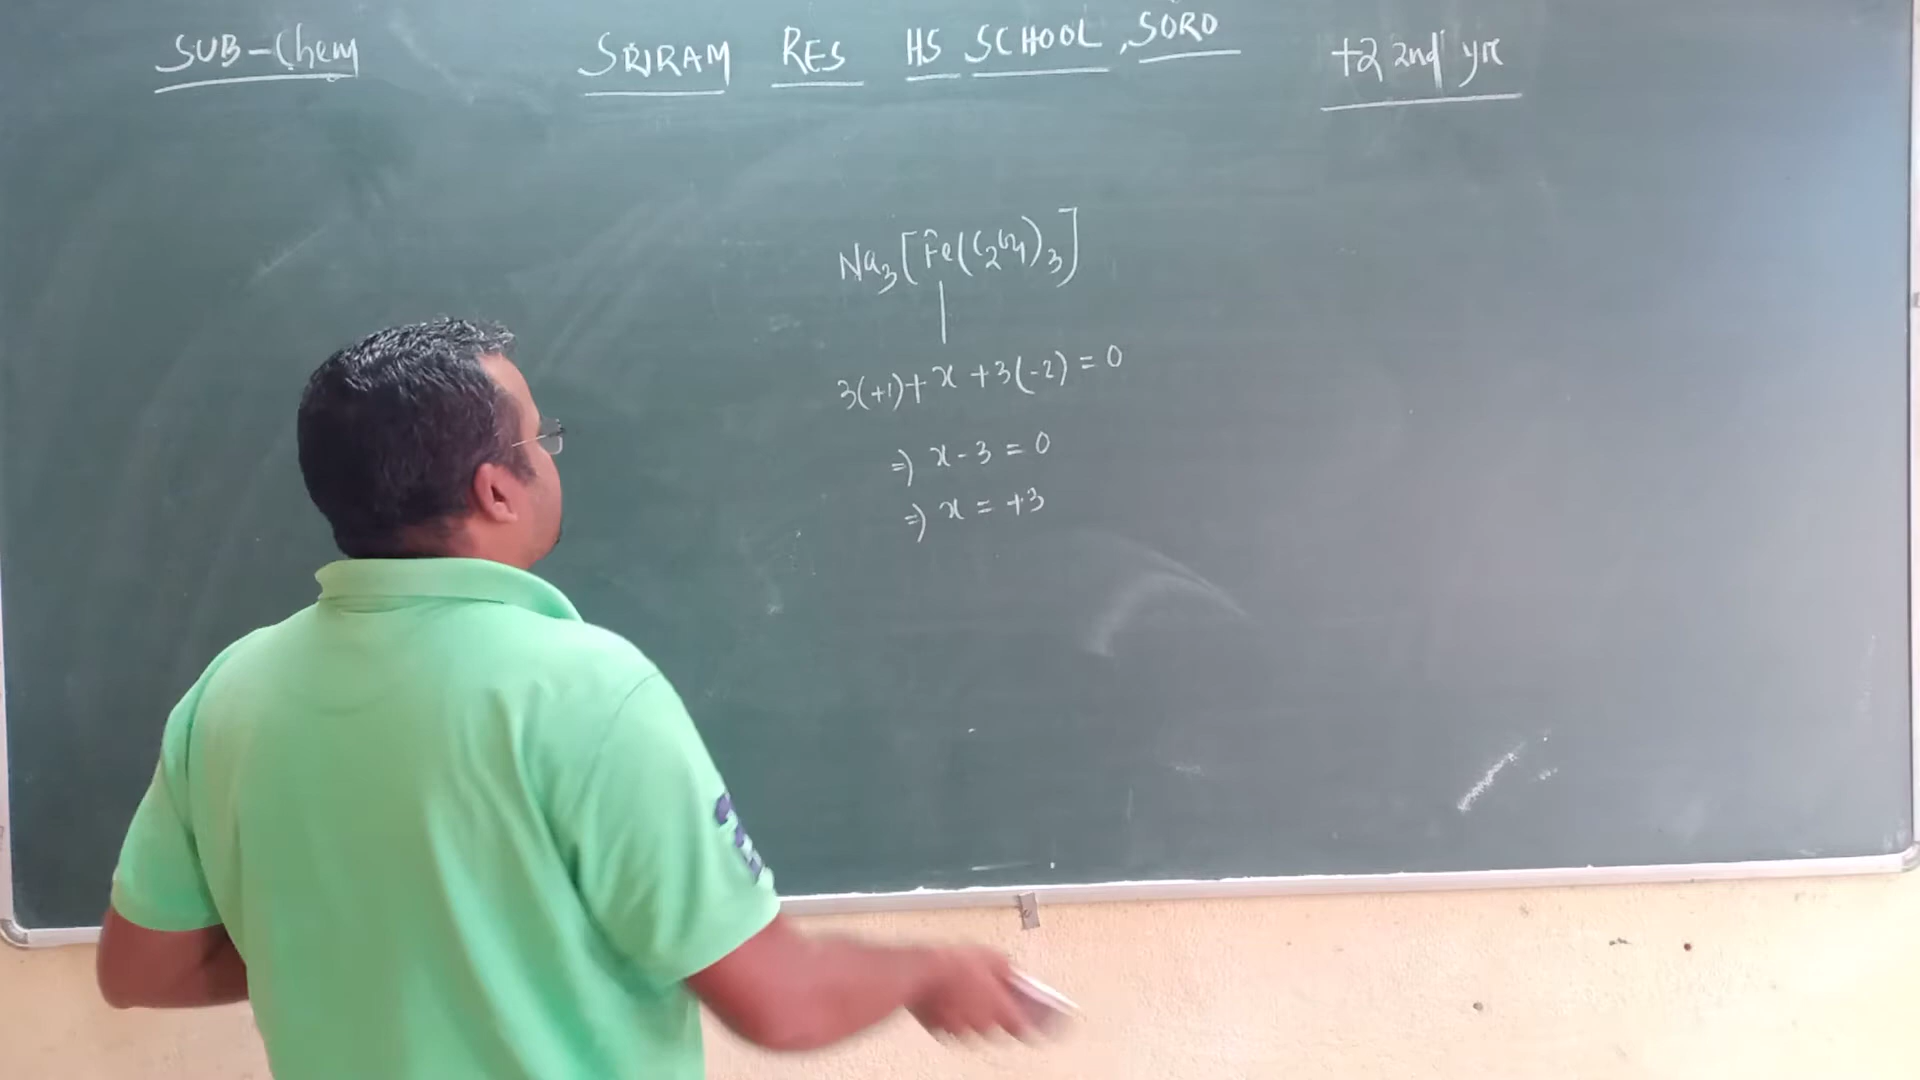 SUB-Chem SRIRAM RES HS SCHOOL, SORO +2 2nd yr
Na₃[Fe(C₂O₄)₃]
3(+1)+x+3(-2)=0
⇒ x-3=0
⇒ x=+3